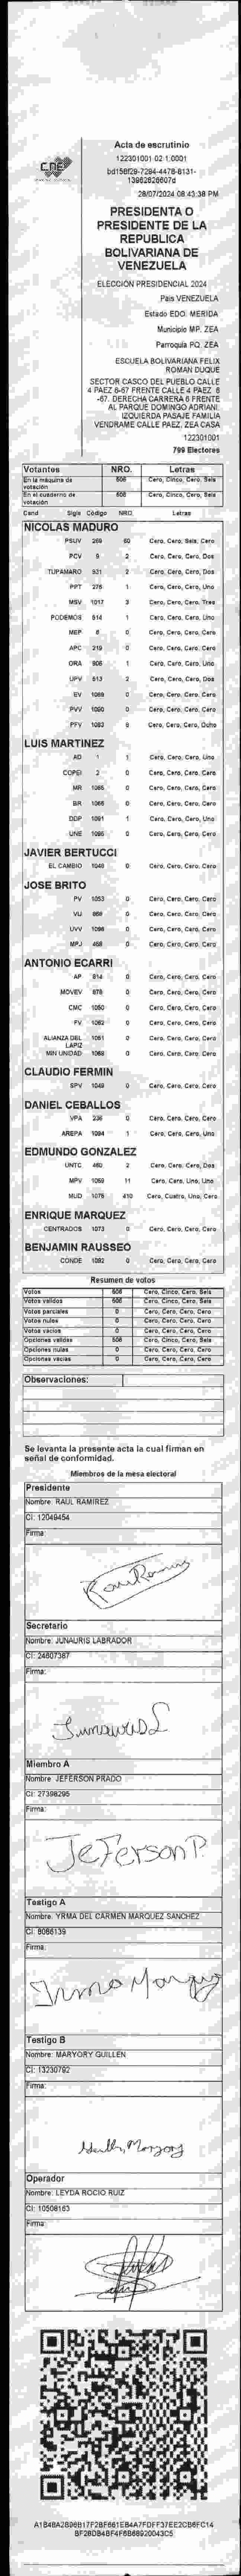 CNE
Acta de escrutinio
122301001-02-1.0001
bd156f29-7294-4478-8131-
139628286​07d
28/07/2024 08:43:38 PM
PRESIDENTA O
PRESIDENTE DE LA
REPUBLICA
BOLIVARIANA DE
VENEZUELA
ELECCIÓN PRESIDENCIAL 2024
País VENEZUELA
Estado EDO. MERIDA
Municipio MP. ZEA
Parroquia PQ. ZEA
ESCUELA BOLIVARIANA FELIX
ROMAN DUQUE
SECTOR CASCO DEL PUEBLO CALLE
4 PAEZ 6-67 FRENTE CALLE 4 PAEZ 6
-67. DERECHA CARRERA 6 FRENTE
AL PARQUE DOMINGO ADRIANI.
IZQUIERDA PASAJE FAMILIA
VENDRAME CALLE PAEZ. ZEA CASA
122301001
799 Electores
Votantes NRO. Letras
En la máquina de votación 506 Cero, Cinco, Cero, Seis
En el cuaderno de votación 506 Cero, Cinco, Cero, Seis
Cand Sigla Código NRO. Letras
NICOLAS MADURO
PSUV 269 60 Cero, Cero, Seis, Cero
PCV 9 2 Cero, Cero, Cero, Dos
TUPAMARO 931 2 Cero, Cero, Cero, Dos
PPT 276 1 Cero, Cero, Cero, Uno
MSV 1017 3 Cero, Cero, Cero, Tres
PODEMOS 514 1 Cero, Cero, Cero, Uno
MEP 8 0 Cero, Cero, Cero, Cero
APC 219 0 Cero, Cero, Cero, Cero
ORA 906 1 Cero, Cero, Cero, Uno
UPV 513 2 Cero, Cero, Cero, Dos
EV 1089 0 Cero, Cero, Cero, Cero
PVV 1090 0 Cero, Cero, Cero, Cero
PFV 1093 8 Cero, Cero, Cero, Ocho
LUIS MARTINEZ
AD 1 1 Cero, Cero, Cero, Uno
COPEI 2 0 Cero, Cero, Cero, Cero
MR 1065 0 Cero, Cero, Cero, Cero
BR 1066 0 Cero, Cero, Cero, Cero
DDP 1091 1 Cero, Cero, Cero, Uno
UNE 1095 0 Cero, Cero, Cero, Cero
JAVIER BERTUCCI
EL CAMBIO 1048 0 Cero, Cero, Cero, Cero
JOSE BRITO
PV 1053 0 Cero, Cero, Cero, Cero
VU 868 0 Cero, Cero, Cero, Cero
UVV 1098 0 Cero, Cero, Cero, Cero
MPJ 468 0 Cero, Cero, Cero, Cero
ANTONIO ECARRI
AP 814 0 Cero, Cero, Cero, Cero
MOVEV 878 0 Cero, Cero, Cero, Cero
CMC 1050 0 Cero, Cero, Cero, Cero
FV 1052 0 Cero, Cero, Cero, Cero
ALIANZA DEL LAPIZ 1051 0 Cero, Cero, Cero, Cero
MIN UNIDAD 1068 0 Cero, Cero, Cero, Cero
CLAUDIO FERMIN
SPV 1049 0 Cero, Cero, Cero, Cero
DANIEL CEBALLOS
VPA 236 0 Cero, Cero, Cero, Cero
AREPA 1094 1 Cero, Cero, Cero, Uno
EDMUNDO GONZALEZ
UNTC 460 2 Cero, Cero, Cero, Dos
MPV 1069 11 Cero, Cero, Uno, Uno
MUD 1075 410 Cero, Cuatro, Uno, Cero
ENRIQUE MARQUEZ
CENTRADOS 1073 0 Cero, Cero, Cero, Cero
BENJAMIN RAUSSEO
CONDE 1092 0 Cero, Cero, Cero, Cero
Resumen de votos
Votos 506 Cero, Cinco, Cero, Seis
Votos válidos 506 Cero, Cinco, Cero, Seis
Votos parciales 0 Cero, Cero, Cero, Cero
Votos nulos 0 Cero, Cero, Cero, Cero
Votos vacíos 0 Cero, Cero, Cero, Cero
Opciones válidas 506 Cero, Cinco, Cero, Seis
Opciones nulas 0 Cero, Cero, Cero, Cero
Opciones vacías 0 Cero, Cero, Cero, Cero
Observaciones:
Se levanta la presente acta la cual firman en
señal de conformidad.
Miembros de la mesa electoral
Presidente
Nombre: RAUL RAMIREZ
CI: 12049454
Firma:
Raul Ramirez
Secretario
Nombre: JUNAURIS LABRADOR
CI: 24607387
Firma:
Junauris L
Miembro A
Nombre: JEFERSON PRADO
CI: 27398295
Firma:
JeFerson P.
Testigo A
Nombre: YRMA DEL CARMEN MARQUEZ SANCHEZ
CI: 8086139
Firma:
Testigo B
Nombre: MARYORY GUILLEN
CI: 13230792
Firma:
Operador
Nombre: LEYDA ROCIO RUIZ
CI: 10508163
Firma: